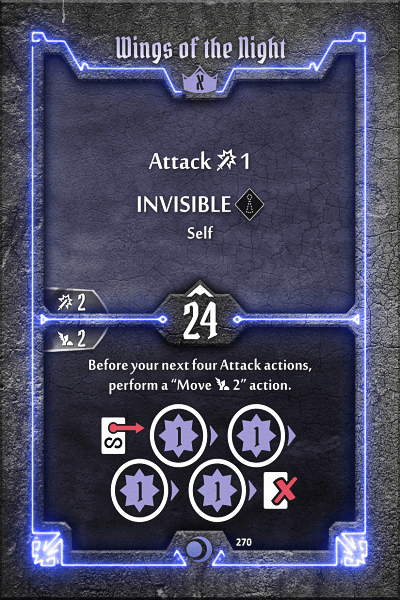 Wings of the Night
X
Attack 1
INVISIBLE
Self
2
24
2
Before your next four Attack actions,
perform a “Move 2” action.
S 1 1
1 1 X
270